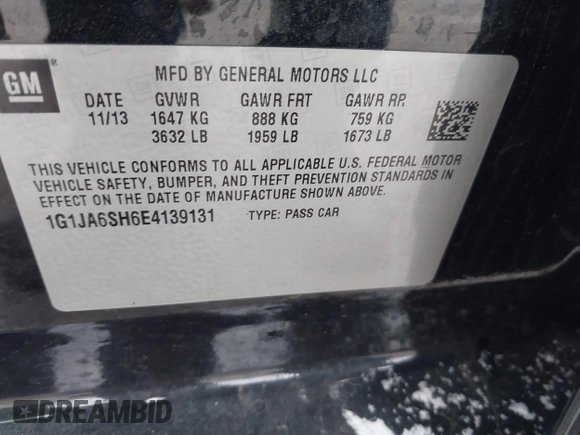 GM
MFD BY GENERAL MOTORS LLC
DATE GVWR GAWR FRT GAWR RR
11/13 1647 KG 888 KG 759 KG
3632 LB 1959 LB 1673 LB
THIS VEHICLE CONFORMS TO ALL APPLICABLE U.S. FEDERAL MOTOR
VEHICLE SAFETY, BUMPER, AND THEFT PREVENTION STANDARDS IN
EFFECT ON THE DATE OF MANUFACTURE SHOWN ABOVE.
1G1JA6SH6E4139131 TYPE: PASS CAR
DREAMBID